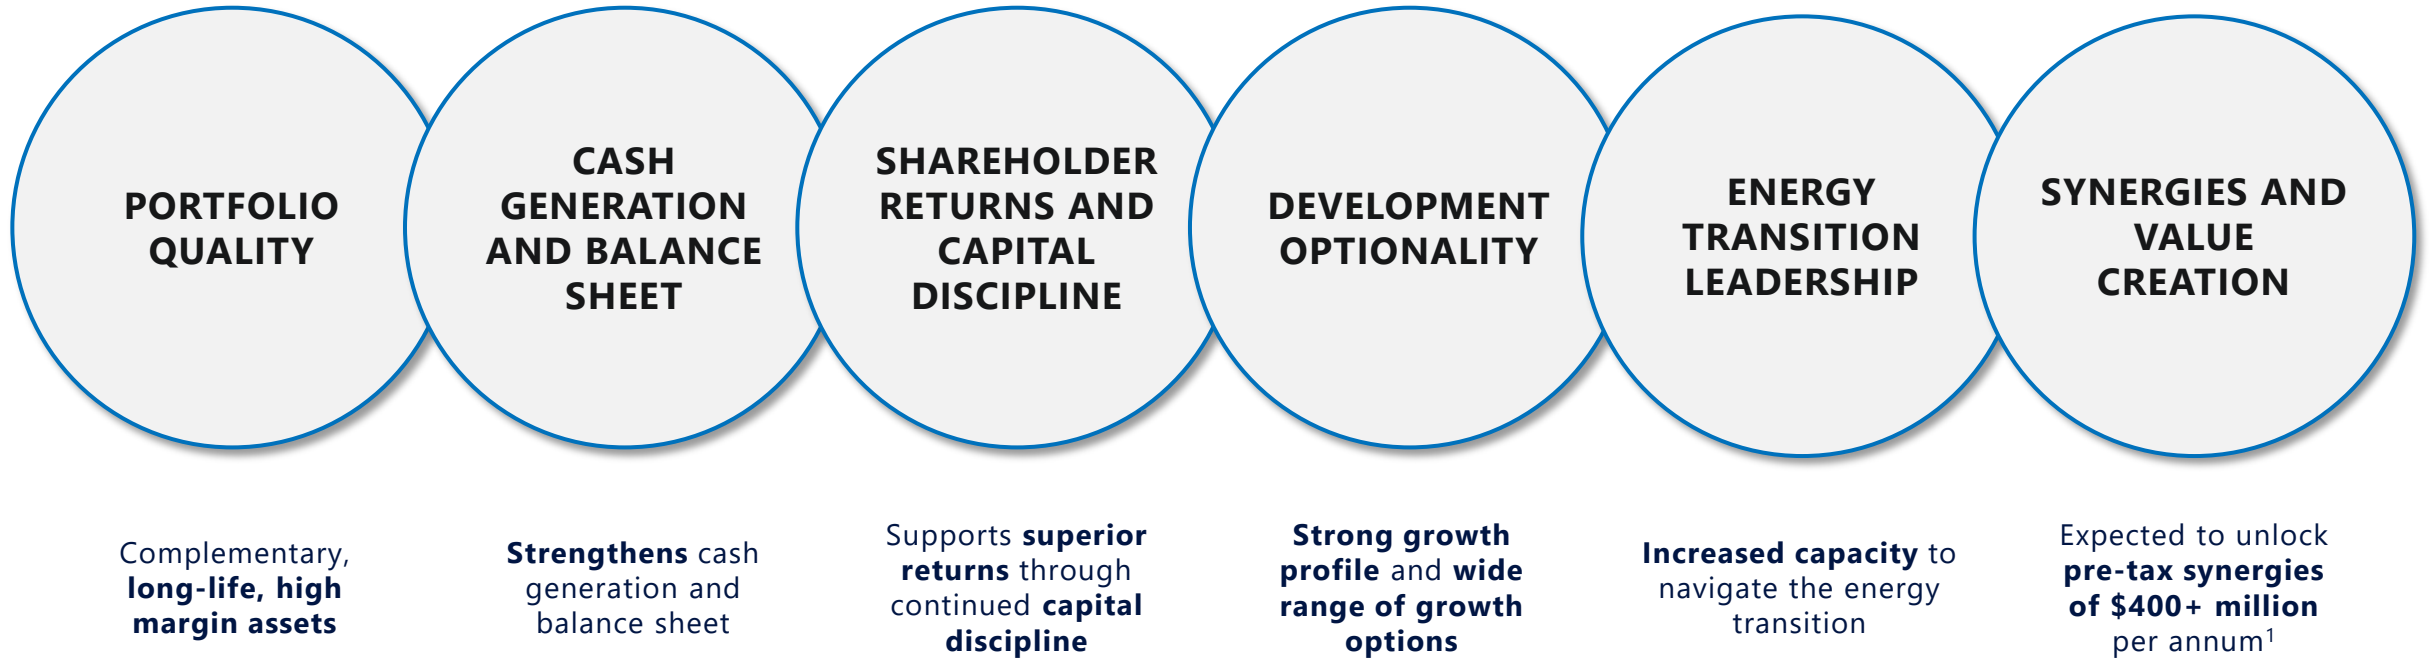 PORTFOLIO
QUALITY
CASH
GENERATION
AND BALANCE
SHEET
SHAREHOLDER
RETURNS AND
CAPITAL
DISCIPLINE
DEVELOPMENT
OPTIONALITY
ENERGY
TRANSITION
LEADERSHIP
SYNERGIES AND
VALUE
CREATION
Complementary,
long-life, high
margin assets
Strengthens cash
generation and
balance sheet
Supports superior
returns through
continued capital
discipline
Strong growth
profile and wide
range of growth
options
Increased capacity to
navigate the energy
transition
Expected to unlock
pre-tax synergies
of $400+ million
per annum¹